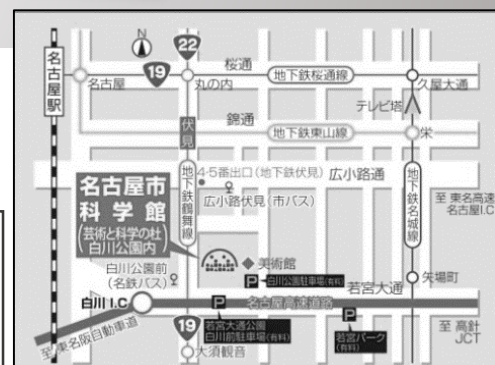 22
19
桜通
名古屋駅
名古屋
丸の内
地下鉄桜通線
久屋大通
テレビ塔
錦通
伏見
地下鉄東山線
栄
4・5番出口(地下鉄伏見)
広小路通
広小路伏見(市バス)
地下鉄鶴舞線
地下鉄名城線
至 東名高速
名古屋I.C
名古屋市
科学館
(芸術と科学の杜
白川公園内)
白川公園前
(名鉄バス)
美術館
P
白川公園駐車場(有料)
若宮大通
矢場町
白川 I.C
名古屋高速道路
P
若宮大通公園
白川前駐車場(有料)
P
若宮パーク
(有料)
至 高針
JCT
至 東名阪自動車道
19
大須観音